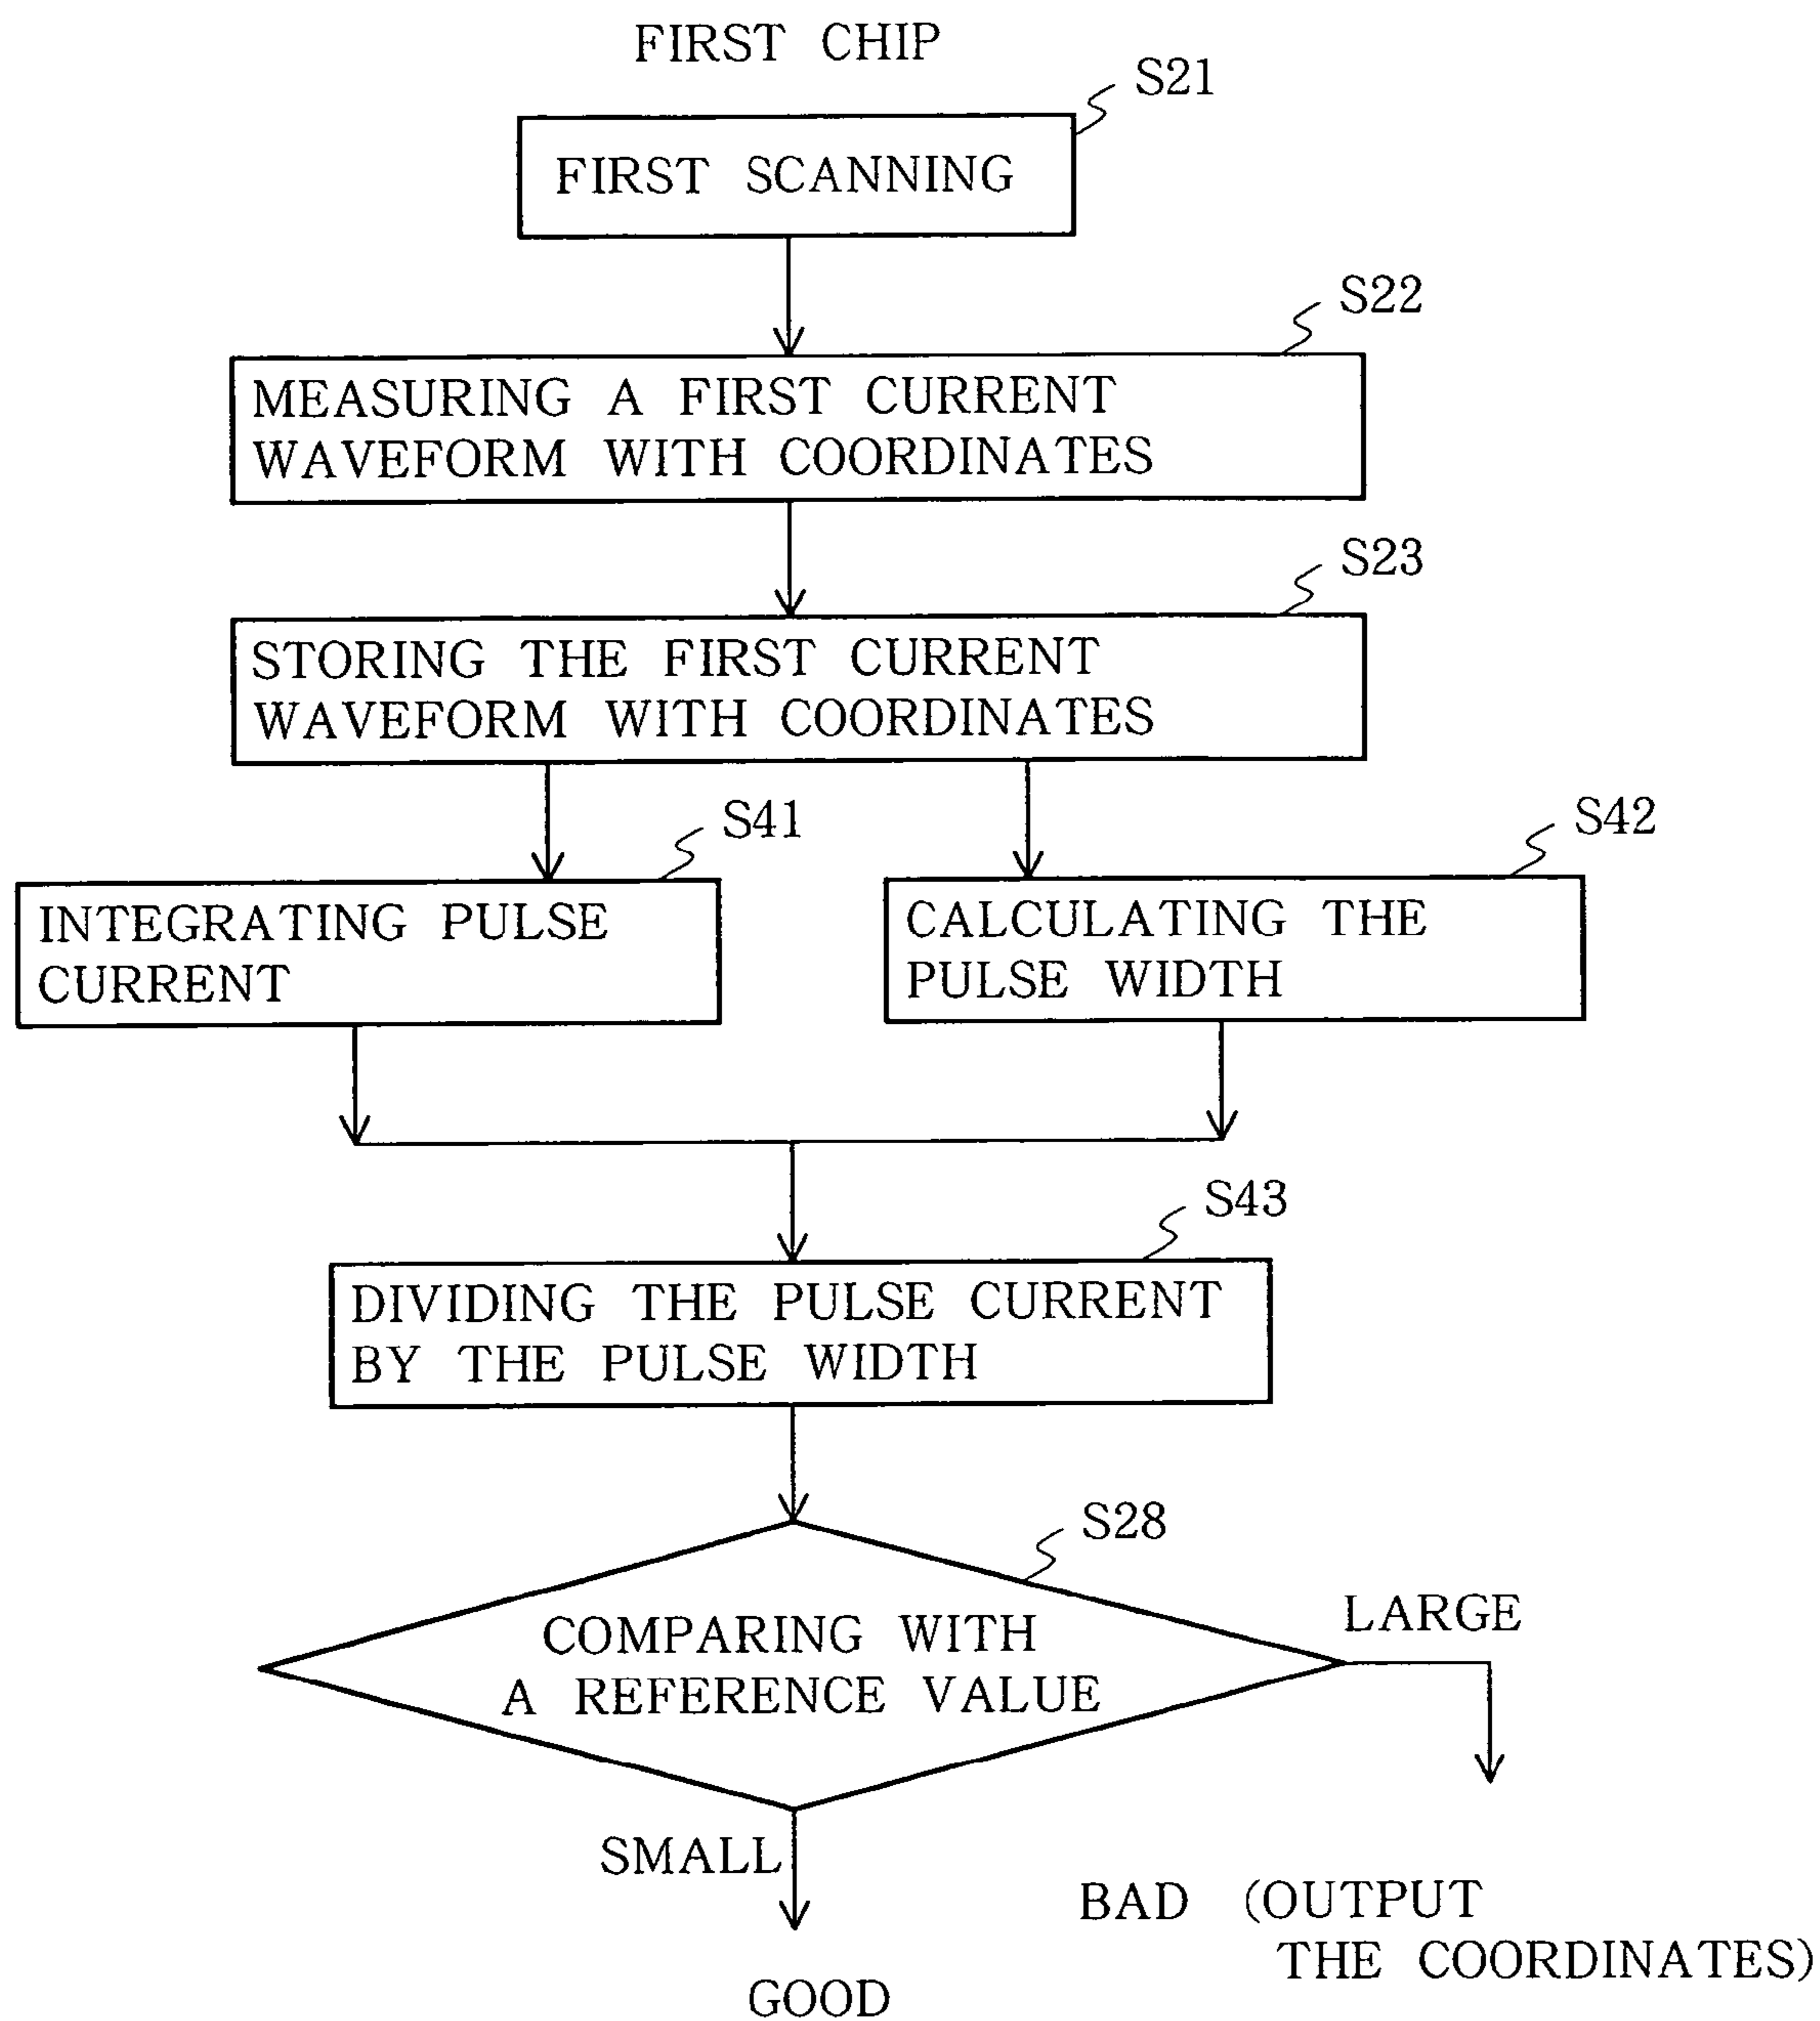 FIRST CHIP
S21
FIRST SCANNING
S22
MEASURING A FIRST CURRENT
WAVEFORM WITH COORDINATES
S23
STORING THE FIRST CURRENT
WAVEFORM WITH COORDINATES
S41
INTEGRATING PULSE
CURRENT
S42
CALCULATING THE
PULSE WIDTH
S43
DIVIDING THE PULSE CURRENT
BY THE PULSE WIDTH
S28
COMPARING WITH
A REFERENCE VALUE
LARGE
SMALL
BAD (OUTPUT
THE COORDINATES)
GOOD